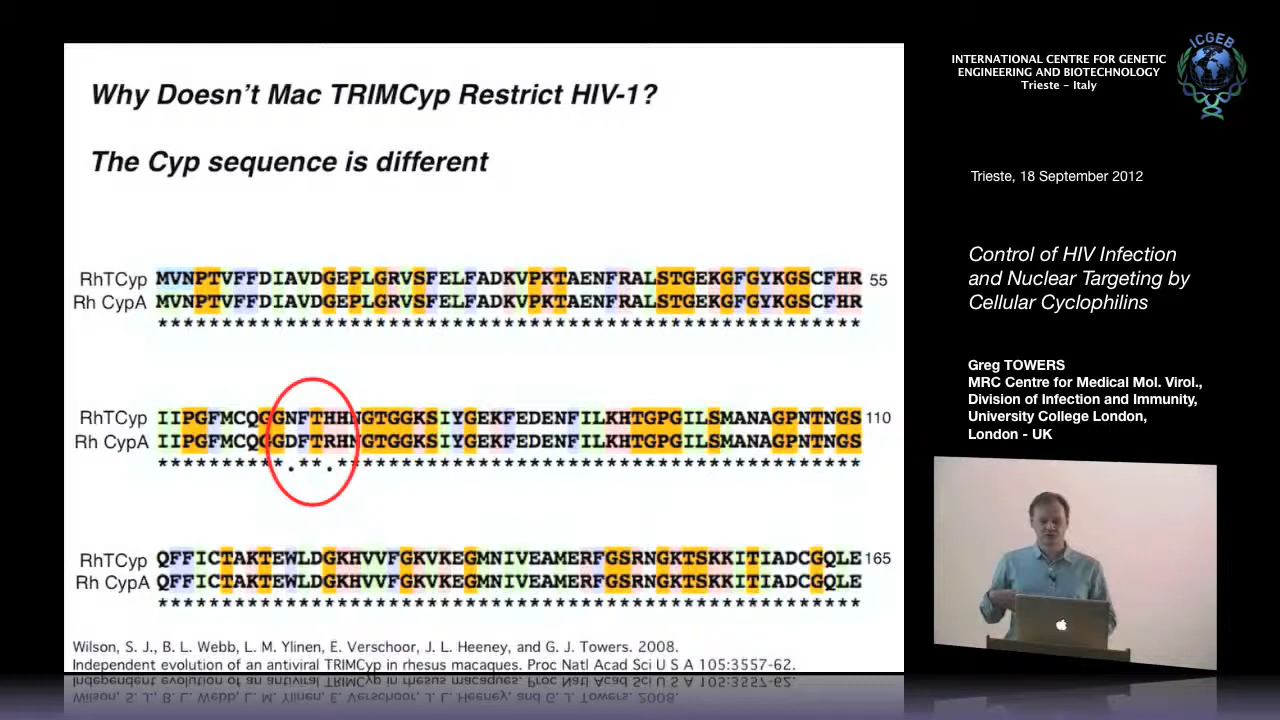 Why Doesn't Mac TRIMCyp Restrict HIV-1?
The Cyp sequence is different
RhTCyp MVNPTVFFDIAVDGEPLGRVSFELFADKVPKTAENFRALSTGEKGFGYKGSCFHR 55
Rh CypA MVNPTVFFDIAVDGEPLGRVSFELFADKVPKTAENFRALSTGEKGFGYKGSCFHR
*******************************************************
RhTCyp IIPGFMCQGGNFTHHNGTGGKSIYGEKFEDENFILKHTGPGILSMANAGPNTNGS 110
Rh CypA IIPGFMCQGGDFTRHNGTGGKSIYGEKFEDENFILKHTGPGILSMANAGPNTNGS
**********.**.*****************************************
RhTCyp QFFICTAKTEWLDGKHVVFGKVKEGMNIVEAMERFGSRNGKTSKKITIADCGQLE 165
Rh CypA QFFICTAKTEWLDGKHVVFGKVKEGMNIVEAMERFGSRNGKTSKKITIADCGQLE
*******************************************************
Wilson, S. J., B. L. Webb, L. M. Ylinen, E. Verschoor, J. L. Heeney, and G. J. Towers. 2008.
Independent evolution of an antiviral TRIMCyp in rhesus macaques. Proc Natl Acad Sci U S A 105:3557-62.
INTERNATIONAL CENTRE FOR GENETIC
ENGINEERING AND BIOTECHNOLOGY
Trieste - Italy
ICGEB
Trieste, 18 September 2012
Control of HIV Infection
and Nuclear Targeting by
Cellular Cyclophilins
Greg TOWERS
MRC Centre for Medical Mol. Virol.,
Division of Infection and Immunity,
University College London,
London - UK